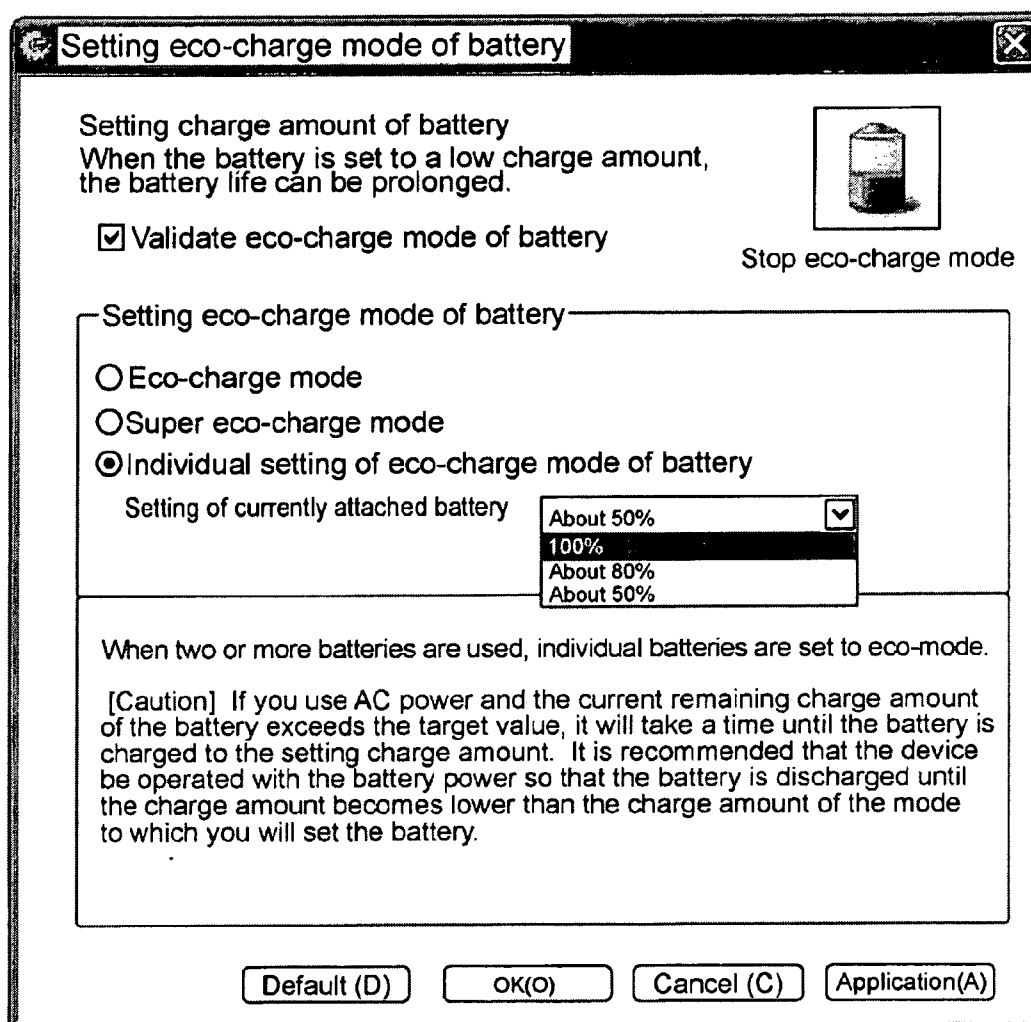 Setting eco-charge mode of battery
Setting charge amount of battery
When the battery is set to a low charge amount,
the battery life can be prolonged.
Validate eco-charge mode of battery
Stop eco-charge mode
Setting eco-charge mode of battery
Eco-charge mode
Super eco-charge mode
Individual setting of eco-charge mode of battery
Setting of currently attached battery
About 50%
100%
About 80%
About 50%
When two or more batteries are used, individual batteries are set to eco-mode.
[Caution] If you use AC power and the current remaining charge amount
of the battery exceeds the target value, it will take a time until the battery is
charged to the setting charge amount. It is recommended that the device
be operated with the battery power so that the battery is discharged until
the charge amount becomes lower than the charge amount of the mode
to which you will set the battery.
Default (D) OK(O) Cancel (C) Application(A)